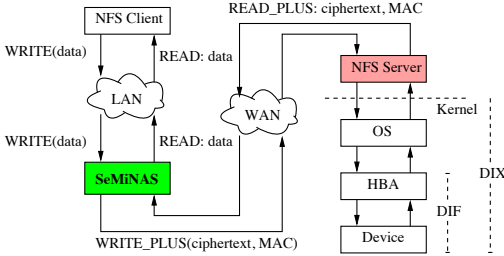 READ_PLUS: ciphertext, MAC
NFS Client
WRITE(data)
READ: data
NFS Server
LAN
WAN
Kernel
WRITE(data)
READ: data
OS
SeMiNAS
HBA
DIX
DIF
WRITE_PLUS(ciphertext, MAC)
Device